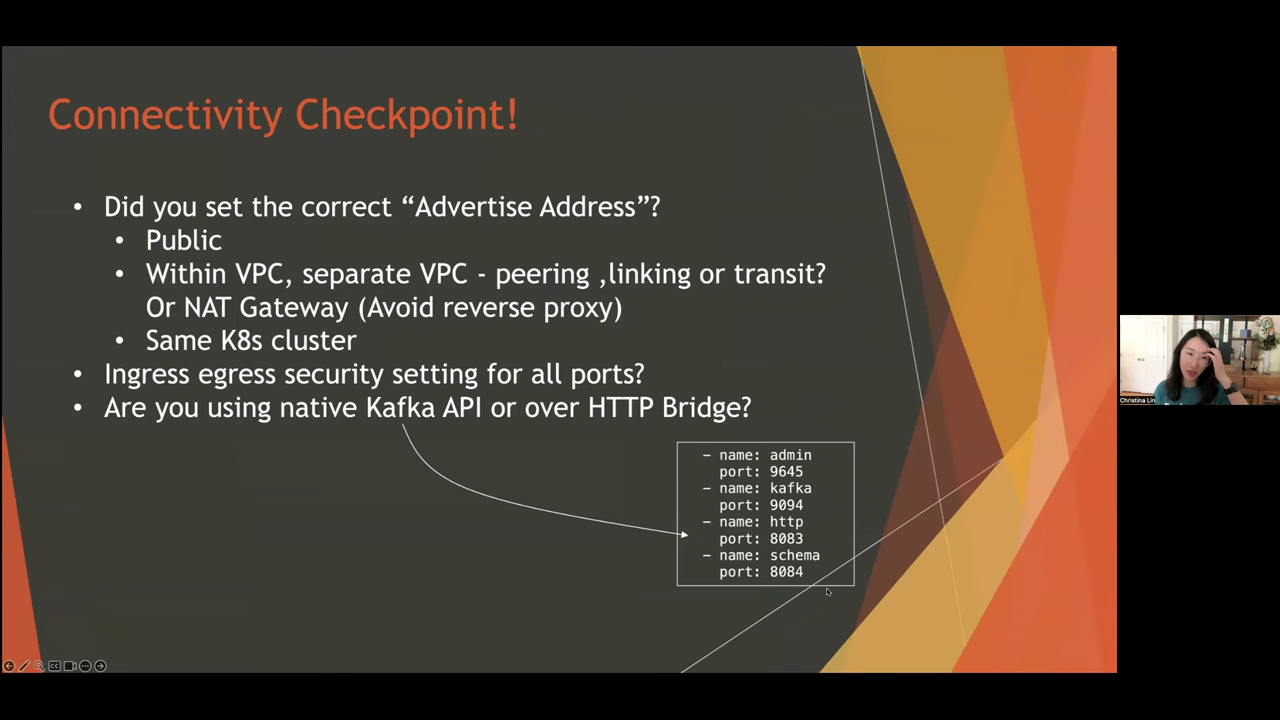 Connectivity Checkpoint!
• Did you set the correct “Advertise Address”?
• Public
• Within VPC, separate VPC - peering ,linking or transit?
Or NAT Gateway (Avoid reverse proxy)
• Same K8s cluster
• Ingress egress security setting for all ports?
• Are you using native Kafka API or over HTTP Bridge?
- name: admin
port: 9645
- name: kafka
port: 9094
- name: http
port: 8083
- name: schema
port: 8084
Christina Lin